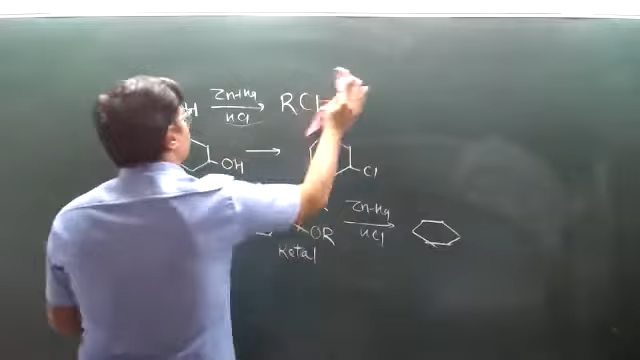 H Zn-Hg RCl
HCl
OH Cl
OR Zn-Hg
HCl
Ketal